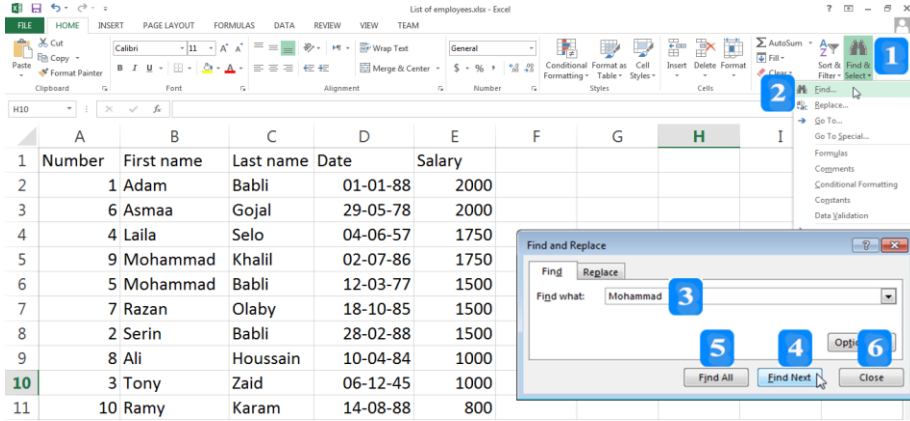 List of employees.xlsx - Excel
FILE HOME INSERT PAGE LAYOUT FORMULAS DATA REVIEW VIEW TEAM
Cut Calibri 11 Wrap Text General AutoSum
Copy Fill
Paste Format Painter B I U Merge & Center $ % Conditional Format as Cell Insert Delete Format Clear Sort & Find &
Formatting Table Styles Filter Select
Clipboard Font Alignment Number Styles Cells
1
2
Find...
Replace...
Go To...
Go To Special...
Formulas
Comments
Conditional Formatting
Constants
Data Validation
H10 fx
A B C D E F G H I
1 Number First name Last name Date Salary
2 1 Adam Babli 01-01-88 2000
3 6 Asmaa Gojal 29-05-78 2000
4 4 Laila Selo 04-06-57 1750
5 9 Mohammad Khalil 02-07-86 1750
6 5 Mohammad Babli 12-03-77 1500
7 7 Razan Olaby 18-10-85 1500
8 2 Serin Babli 28-02-88 1500
9 8 Ali Houssain 10-04-84 1000
10 3 Tony Zaid 06-12-45 1000
11 10 Ramy Karam 14-08-88 800
Find and Replace
Find Replace
Find what: Mohammad 3
5 4 6
Find All Find Next Close